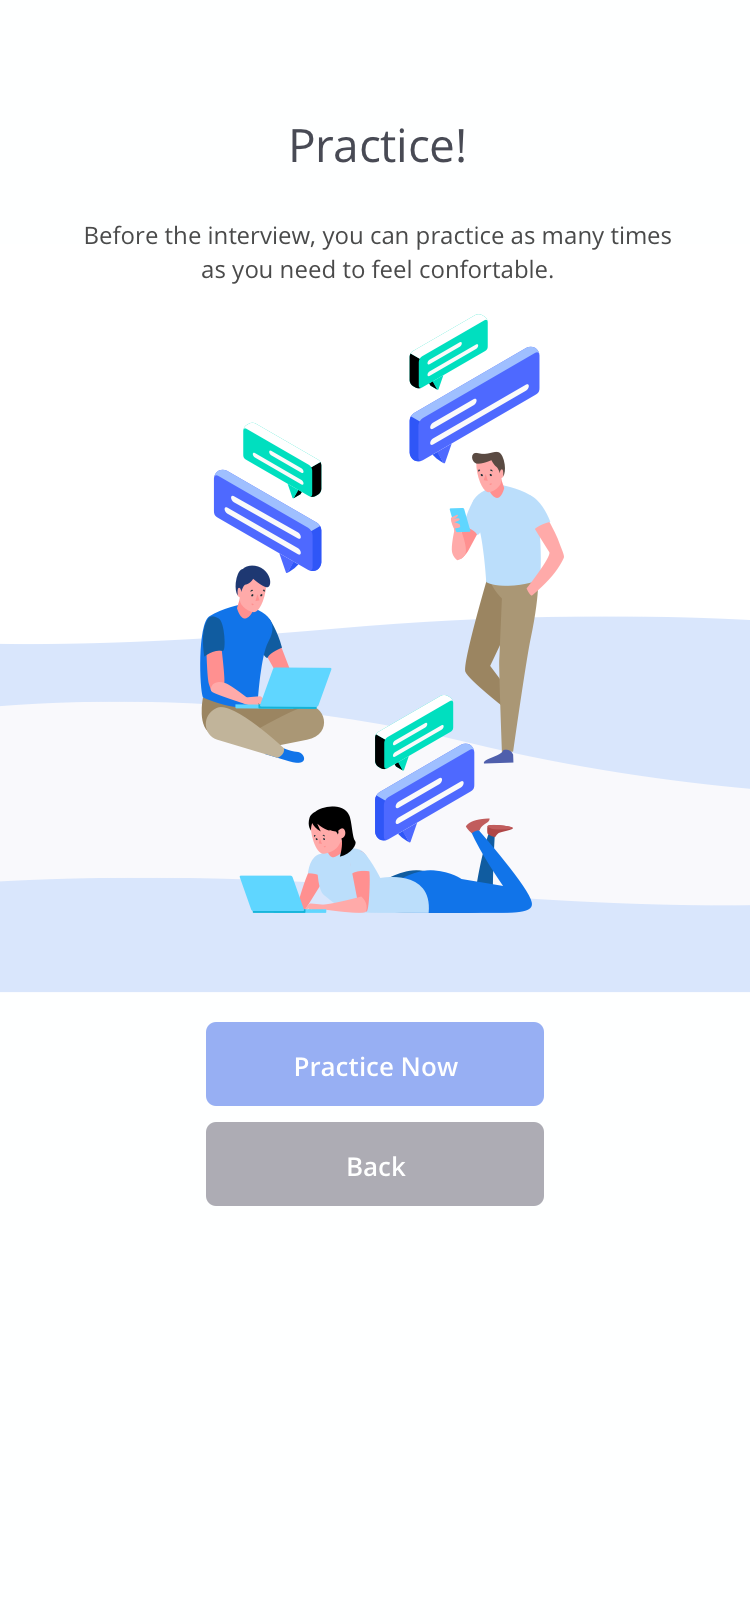 Practice!
Before the interview, you can practice as many times
as you need to feel confortable.
Practice Now
Back